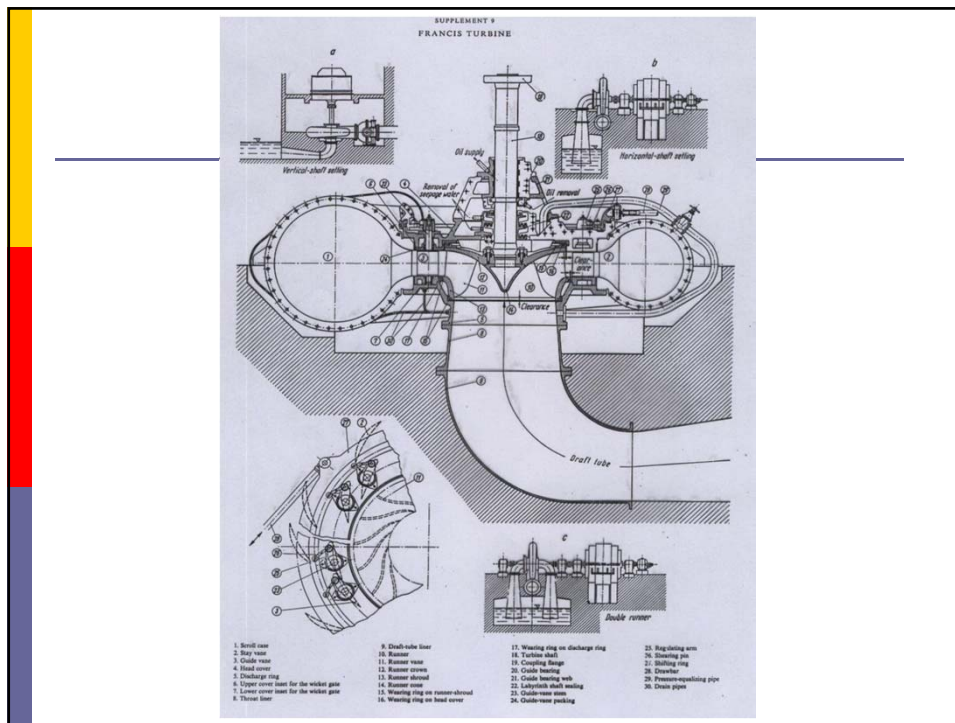 SUPPLEMENT 9
FRANCIS TURBINE
a
b
Vertical-shaft setting
Horizontal-shaft setting
Oil supply
Removal of
seepage water
Oil removal
Clear-
ance
Clearance
Draft tube
c
Double runner
1. Scroll case
2. Stay vane
3. Guide vane
4. Head cover
5. Discharge ring
6. Upper cover inset for the wicket gate
7. Lower cover inset for the wicket gate
8. Throat liner
9. Draft-tube liner
10. Runner
11. Runner vane
12. Runner crown
13. Runner shroud
14. Runner cone
15. Wearing ring on runner-shroud
16. Wearing ring on head cover
17. Wearing ring on discharge ring
18. Turbine shaft
19. Coupling flange
20. Guide bearing
21. Guide bearing web
22. Labyrinth shaft sealing
23. Guide-vane stem
24. Guide-vane packing
25. Regulating arm
26. Shearing pin
27. Shifting ring
28. Drawbar
29. Pressure-equalizing pipe
30. Drain pipes